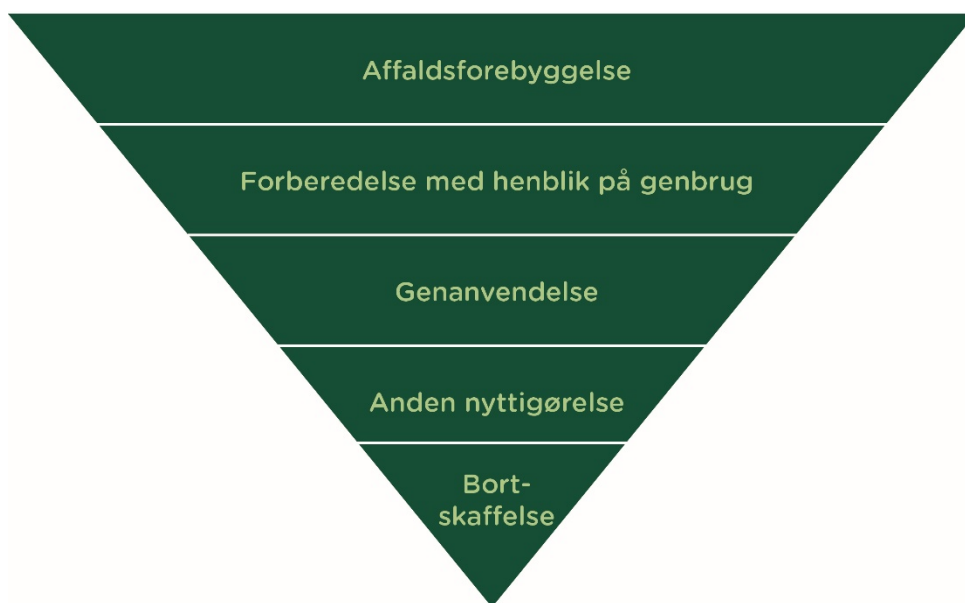 Affaldsforebyggelse
Forberedelse med henblik på genbrug
Genanvendelse
Anden nyttigørelse
Bort-
skaffelse